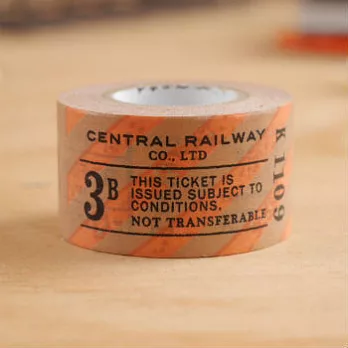 CENTRAL RAILWAY
CO., LTD
3B
THIS TICKET IS
ISSUED SUBJECT TO
CONDITIONS.
NOT TRANSFERABLE
K 1109